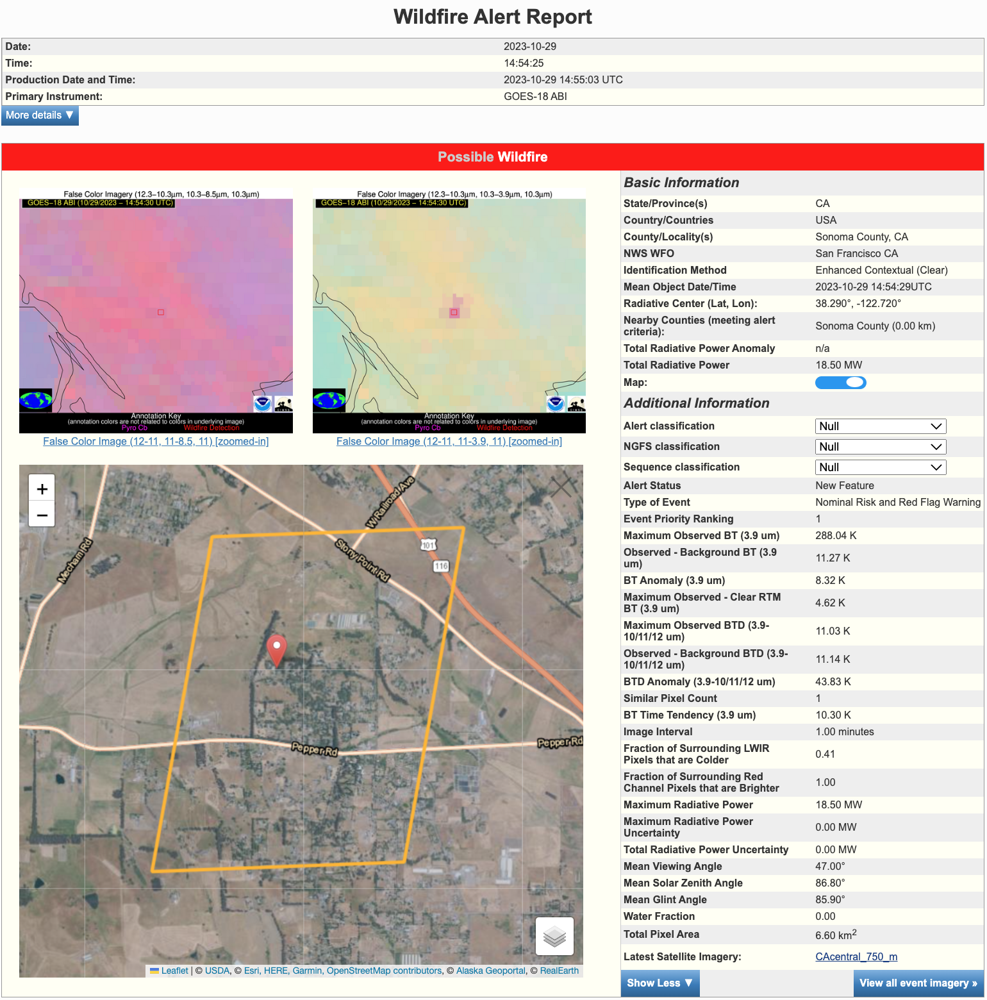 Wildfire Alert Report
Date: 2023-10-29
Time: 14:54:25
Production Date and Time: 2023-10-29 14:55:03 UTC
Primary Instrument: GOES-18 ABI
More details ▼
Possible Wildfire
False Color Imagery (12.3–10.3µm, 10.3–8.5µm, 10.3µm)
GOES–18 ABI (10/29/2023 – 14:54:30 UTC)
Annotation Key
(annotation colors are not related to colors in underlying image)
Pyro Cb Wildfire Detection
False Color Image (12-11, 11-8.5, 11) [zoomed-in]
False Color Imagery (12.3–10.3µm, 10.3–3.9µm, 10.3µm)
GOES–18 ABI (10/29/2023 – 14:54:30 UTC)
Annotation Key
(annotation colors are not related to colors in underlying image)
Pyro Cb Wildfire Detection
False Color Image (12-11, 11-3.9, 11) [zoomed-in]
+
−
W Railroad Ave
Mecham Rd
Stony Point Rd
101
116
Pepper Rd
Pepper Rd
Leaflet | © USDA, © Esri, HERE, Garmin, OpenStreetMap contributors, © Alaska Geoportal, © RealEarth
Basic Information
State/Province(s) CA
Country/Countries USA
County/Locality(s) Sonoma County, CA
NWS WFO San Francisco CA
Identification Method Enhanced Contextual (Clear)
Mean Object Date/Time 2023-10-29 14:54:29UTC
Radiative Center (Lat, Lon): 38.290°, -122.720°
Nearby Counties (meeting alert
criteria): Sonoma County (0.00 km)
Total Radiative Power Anomaly n/a
Total Radiative Power 18.50 MW
Map:
Additional Information
Alert classification Null
NGFS classification Null
Sequence classification Null
Alert Status New Feature
Type of Event Nominal Risk and Red Flag Warning
Event Priority Ranking 1
Maximum Observed BT (3.9 um) 288.04 K
Observed - Background BT (3.9
um) 11.27 K
BT Anomaly (3.9 um) 8.32 K
Maximum Observed - Clear RTM
BT (3.9 um) 4.62 K
Maximum Observed BTD (3.9-
10/11/12 um) 11.03 K
Observed - Background BTD (3.9-
10/11/12 um) 11.14 K
BTD Anomaly (3.9-10/11/12 um) 43.83 K
Similar Pixel Count 1
BT Time Tendency (3.9 um) 10.30 K
Image Interval 1.00 minutes
Fraction of Surrounding LWIR
Pixels that are Colder 0.41
Fraction of Surrounding Red
Channel Pixels that are Brighter 1.00
Maximum Radiative Power 18.50 MW
Maximum Radiative Power
Uncertainty 0.00 MW
Total Radiative Power Uncertainty 0.00 MW
Mean Viewing Angle 47.00°
Mean Solar Zenith Angle 86.80°
Mean Glint Angle 85.90°
Water Fraction 0.00
Total Pixel Area 6.60 km2
Latest Satellite Imagery: CAcentral_750_m
Show Less ▼
View all event imagery »